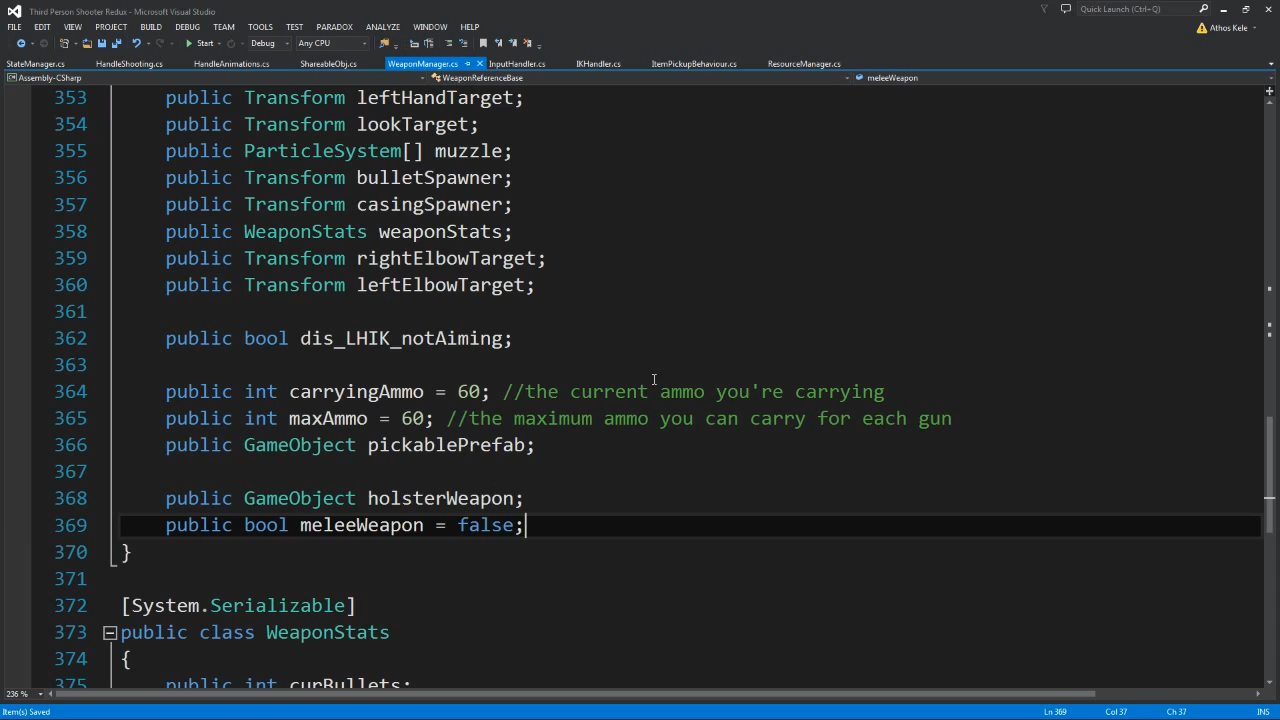 Third Person Shooter Redux - Microsoft Visual Studio
Quick Launch (Ctrl+Q)
FILE EDIT VIEW PROJECT BUILD DEBUG TEAM TOOLS TEST PARADOX ANALYZE WINDOW HELP
Athos Kele
Start Debug Any CPU
StateManager.cs HandleShooting.cs HandleAnimations.cs ShareableObj.cs WeaponManager.cs InputHandler.cs IKHandler.cs ItemPickupBehaviour.cs ResourceManager.cs
Assembly-CSharp WeaponReferenceBase meleeWeapon
353 public Transform leftHandTarget;
354 public Transform lookTarget;
355 public ParticleSystem[] muzzle;
356 public Transform bulletSpawner;
357 public Transform casingSpawner;
358 public WeaponStats weaponStats;
359 public Transform rightElbowTarget;
360 public Transform leftElbowTarget;
361
362 public bool dis_LHIK_notAiming;
363
364 public int carryingAmmo = 60; //the current ammo you're carrying
365 public int maxAmmo = 60; //the maximum ammo you can carry for each gun
366 public GameObject pickablePrefab;
367
368 public GameObject holsterWeapon;
369 public bool meleeWeapon = false;
370 }
371
372 [System.Serializable]
373 public class WeaponStats
374 {
375 public int curBullets;
236 %
Item(s) Saved Ln 369 Col 37 Ch 37 INS